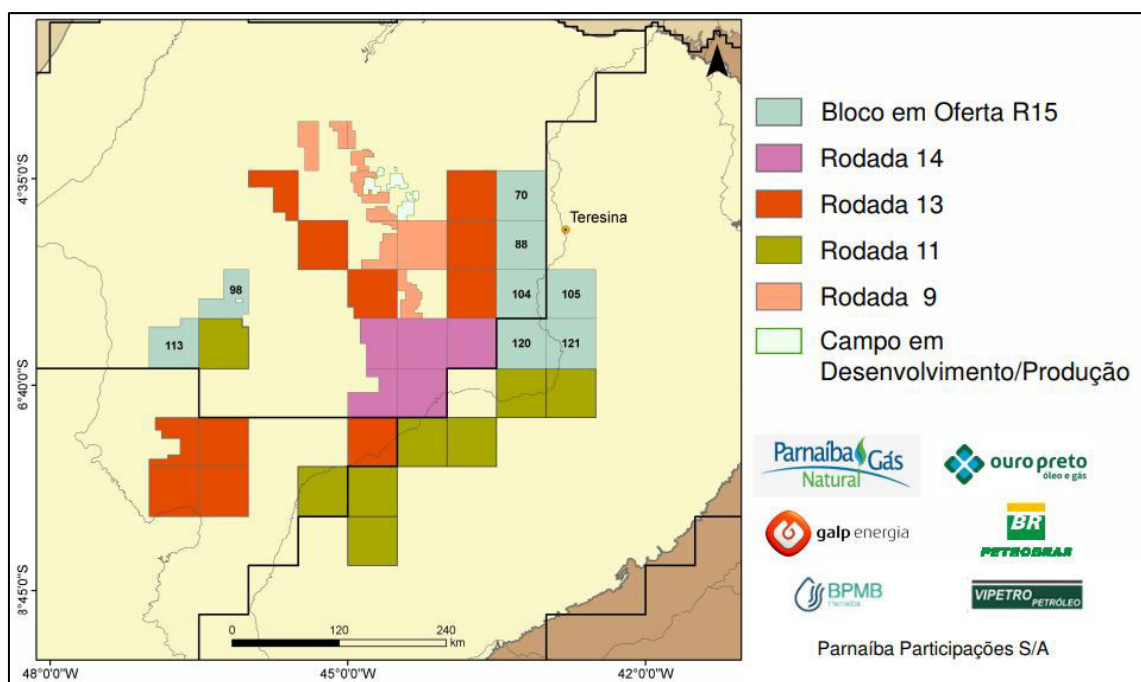 4°35'0"S
6°40'0"S
8°45'0"S
48°0'0"W
45°0'0"W
42°0'0"W
70
Teresina
88
98
104
105
113
120
121
0
120
240
km
Bloco em Oferta R15
Rodada 14
Rodada 13
Rodada 11
Rodada 9
Campo em
Desenvolvimento/Produção
Parnaíba Gás
Natural
ouropreto
óleo e gás
galp energia
BR
PETROBRAS
BPMB
Parnaíba
VIPETRO
PETRÓLEO
Parnaíba Participações S/A